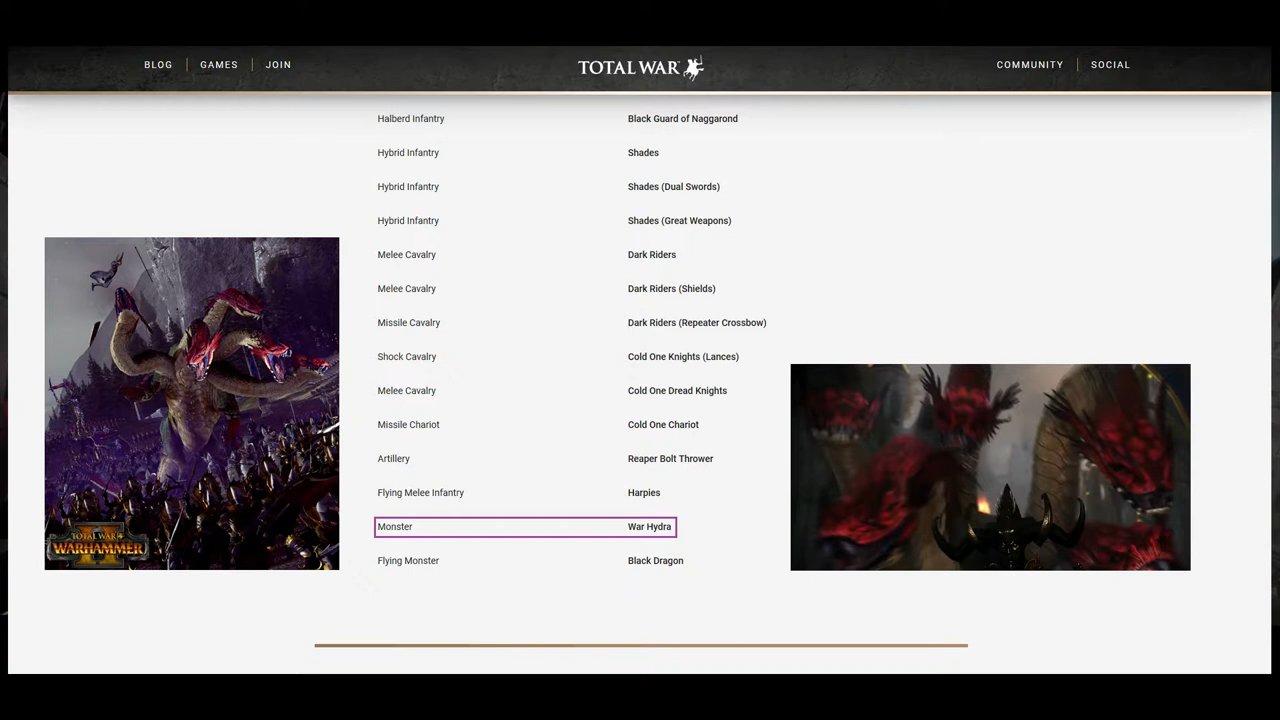 BLOG GAMES JOIN TOTAL WAR COMMUNITY SOCIAL
Halberd Infantry Black Guard of Naggarond
Hybrid Infantry Shades
Hybrid Infantry Shades (Dual Swords)
Hybrid Infantry Shades (Great Weapons)
Melee Cavalry Dark Riders
Melee Cavalry Dark Riders (Shields)
Missile Cavalry Dark Riders (Repeater Crossbow)
Shock Cavalry Cold One Knights (Lances)
Melee Cavalry Cold One Dread Knights
Missile Chariot Cold One Chariot
Artillery Reaper Bolt Thrower
Flying Melee Infantry Harpies
Monster War Hydra
Flying Monster Black Dragon
TOTAL WAR
WARHAMMER
II